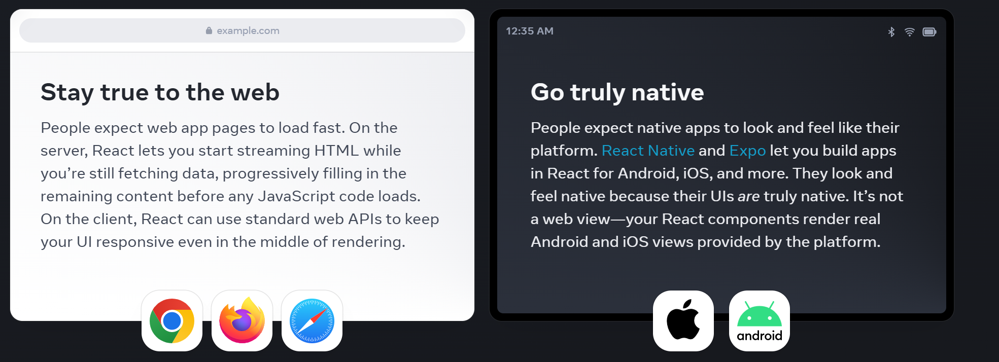 example.com
Stay true to the web
People expect web app pages to load fast. On the
server, React lets you start streaming HTML while
you’re still fetching data, progressively filling in the
remaining content before any JavaScript code loads.
On the client, React can use standard web APIs to keep
your UI responsive even in the middle of rendering.
12:35 AM
Go truly native
People expect native apps to look and feel like their
platform. React Native and Expo let you build apps
in React for Android, iOS, and more. They look and
feel native because their UIs are truly native. It’s not
a web view—your React components render real
Android and iOS views provided by the platform.
android